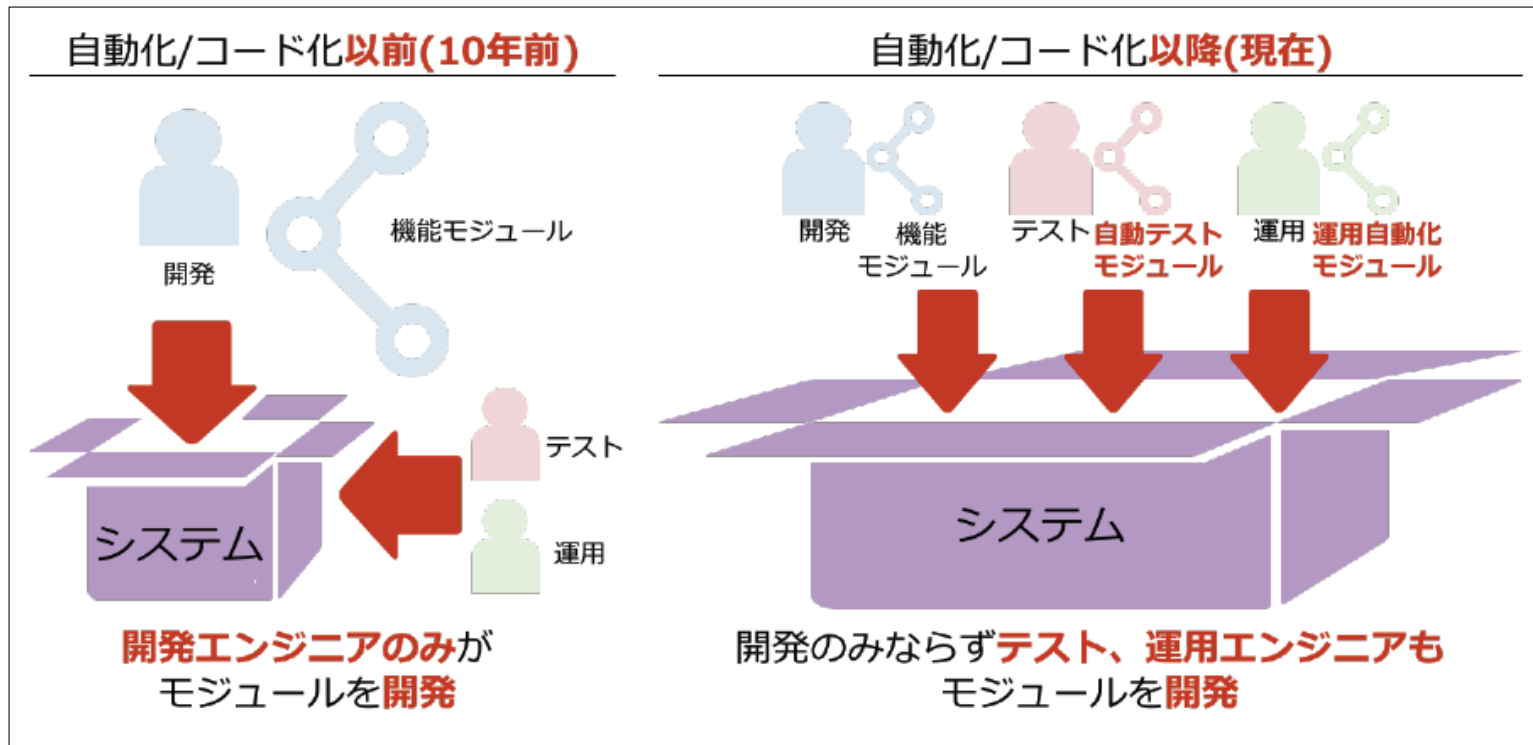 自動化/コード化以前(10年前)
開発
機能モジュール
テスト
運用
システム
開発エンジニアのみが
モジュールを開発
自動化/コード化以降(現在)
開発
機能
モジュール
テスト
自動テスト
モジュール
運用
運用自動化
モジュール
システム
開発のみならずテスト、運用エンジニアも
モジュールを開発